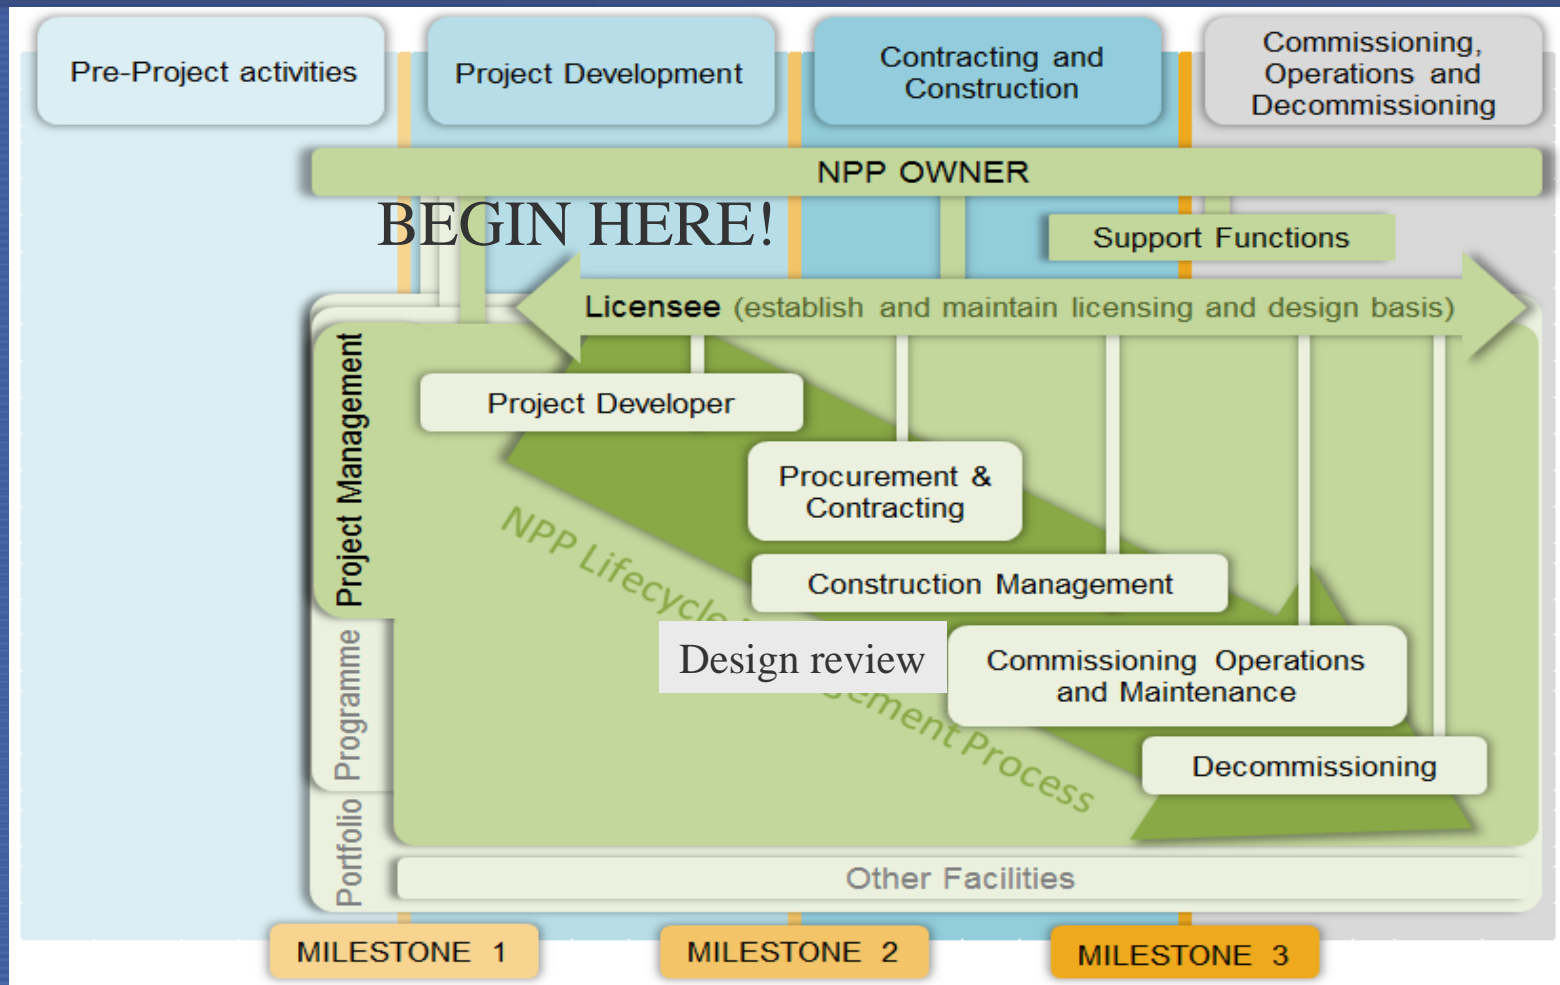 Pre-Project activities
Project Development
Contracting and
Construction
Commissioning,
Operations and
Decommissioning
NPP OWNER
BEGIN HERE!
Support Functions
Licensee (establish and maintain licensing and design basis)
Project Management
Programme
Portfolio
Project Developer
Procurement &
Contracting
Construction Management
NPP Lifecycle Process
Design review
Commissioning Operations
and Maintenance
Decommissioning
Other Facilities
MILESTONE 1
MILESTONE 2
MILESTONE 3